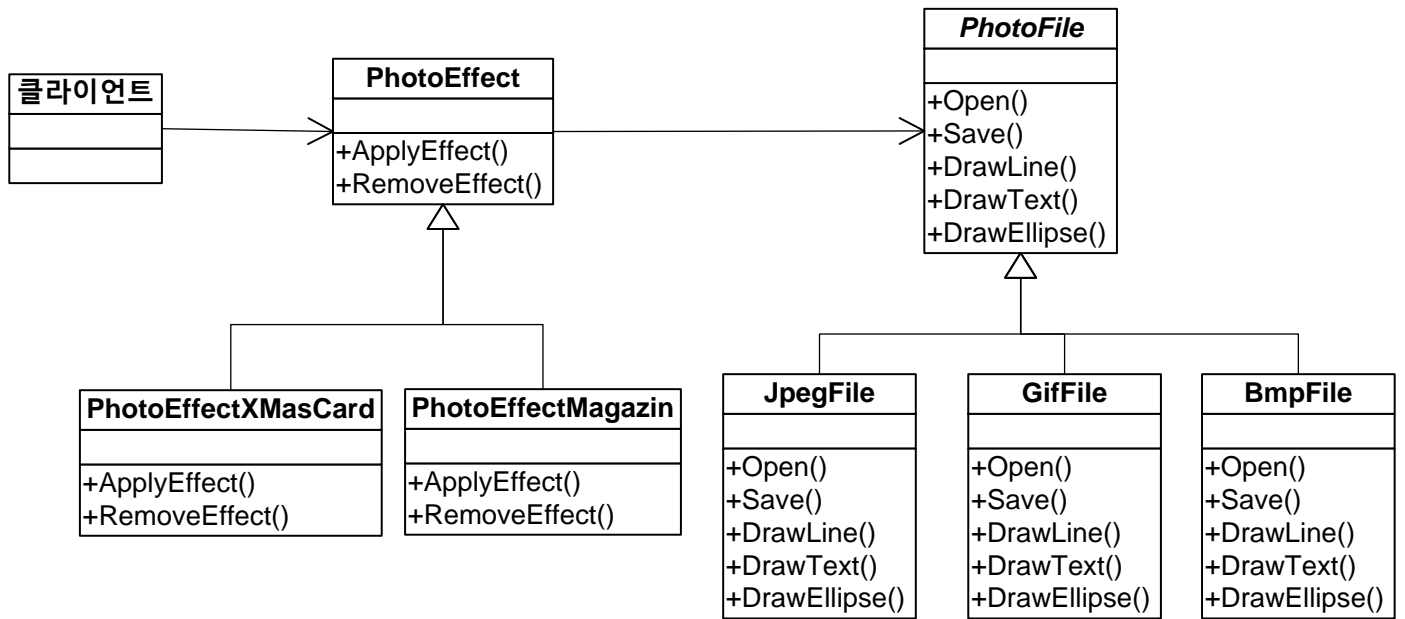 클라이언트
PhotoEffect
+ApplyEffect()
+RemoveEffect()
PhotoFile
+Open()
+Save()
+DrawLine()
+DrawText()
+DrawEllipse()
PhotoEffectXMasCard
+ApplyEffect()
+RemoveEffect()
PhotoEffectMagazin
+ApplyEffect()
+RemoveEffect()
JpegFile
+Open()
+Save()
+DrawLine()
+DrawText()
+DrawEllipse()
GifFile
+Open()
+Save()
+DrawLine()
+DrawText()
+DrawEllipse()
BmpFile
+Open()
+Save()
+DrawLine()
+DrawText()
+DrawEllipse()